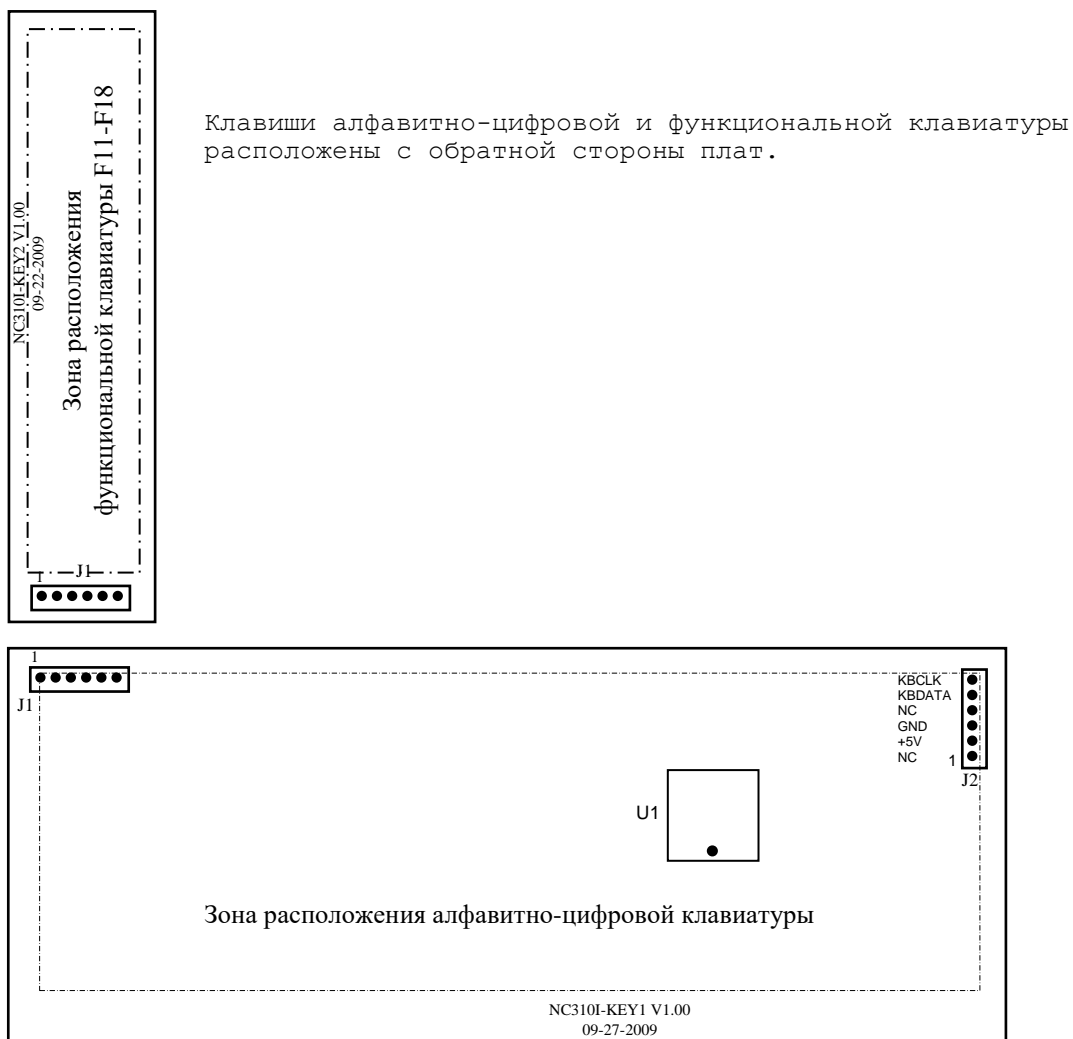 NC310I-KEY2 V1.00
09-22-2009
Зона расположения
функциональной клавиатуры F11-F18
Клавиши алфавитно-цифровой и функциональной клавиатуры
расположены с обратной стороны плат.
1
J1
1
J1
KBCLK
KBDATA
NC
GND
+5V
NC
1
J2
U1
Зона расположения алфавитно-цифровой клавиатуры
NC310I-KEY1 V1.00
09-27-2009